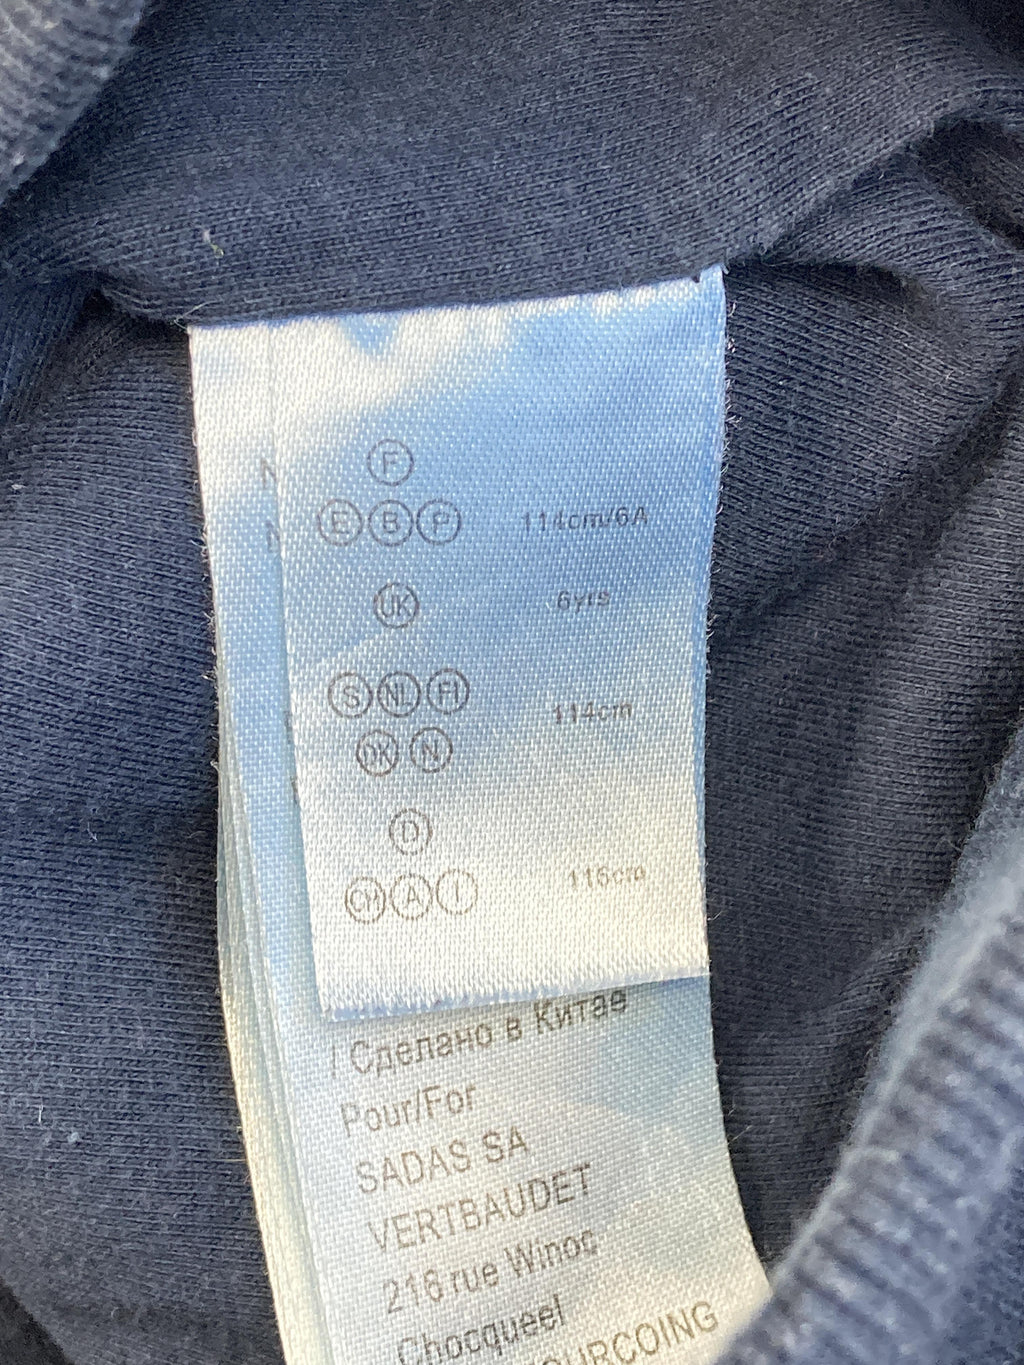 F
E B P 114cm/6A
UK 6yrs
S NL FI
114cm
DK N
D
116cm
CH A I
/ Сделано в Китае
Pour/For
SADAS SA
VERTBAUDET
216 rue Winoc
Chocqueel
OURCOING